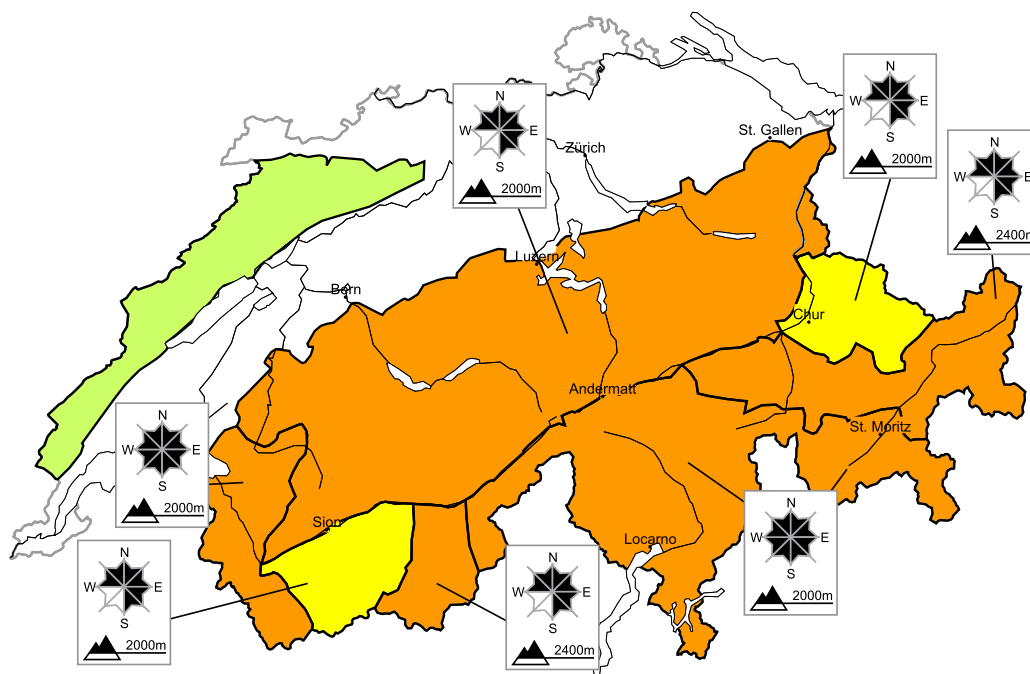 N
W E
S
2000m
N
W E
S
2000m
St. Gallen
Zürich
N
W E
S
2400m
Luzern
Bern
Chur
Andermatt
N
W E
S
2000m
St. Moritz
N
W E
S
2000m
Sion
Locarno
N
W E
S
2000m
N
W E
S
2400m